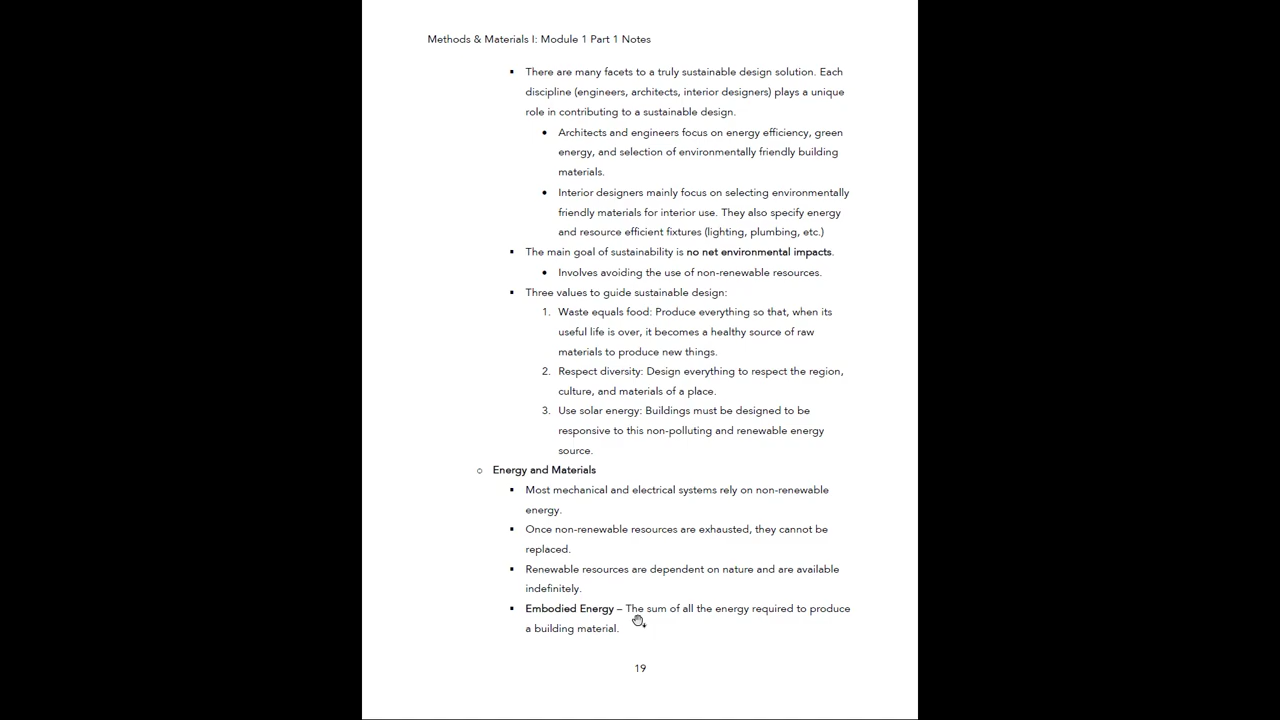 Methods & Materials I: Module 1 Part 1 Notes
▪ There are many facets to a truly sustainable design solution. Each
discipline (engineers, architects, interior designers) plays a unique
role in contributing to a sustainable design.
• Architects and engineers focus on energy efficiency, green
energy, and selection of environmentally friendly building
materials.
• Interior designers mainly focus on selecting environmentally
friendly materials for interior use. They also specify energy
and resource efficient fixtures (lighting, plumbing, etc.)
▪ The main goal of sustainability is no net environmental impacts.
• Involves avoiding the use of non-renewable resources.
▪ Three values to guide sustainable design:
1. Waste equals food: Produce everything so that, when its
useful life is over, it becomes a healthy source of raw
materials to produce new things.
2. Respect diversity: Design everything to respect the region,
culture, and materials of a place.
3. Use solar energy: Buildings must be designed to be
responsive to this non-polluting and renewable energy
source.
○ Energy and Materials
▪ Most mechanical and electrical systems rely on non-renewable
energy.
▪ Once non-renewable resources are exhausted, they cannot be
replaced.
▪ Renewable resources are dependent on nature and are available
indefinitely.
▪ Embodied Energy – The sum of all the energy required to produce
a building material.
19